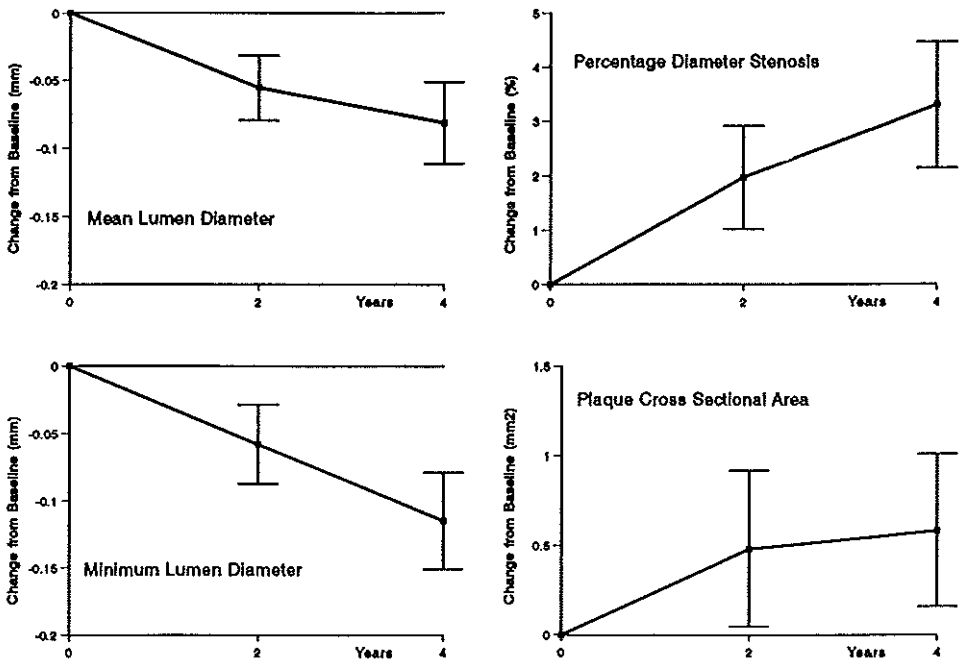 0
-0.05
-0.1
-0.15
-0.2
Change from Baseline (mm)
Mean Lumen Diameter
0
2
Years
4
5
4
3
2
1
0
Change from Baseline (%)
Percentage Diameter Stenosis
0
2
Years
4
0
-0.05
-0.1
-0.15
-0.2
Change from Baseline (mm)
Minimum Lumen Diameter
0
2
Years
4
1.5
1
0.5
0
Change from Baseline (mm2)
Plaque Cross Sectional Area
0
2
Years
4